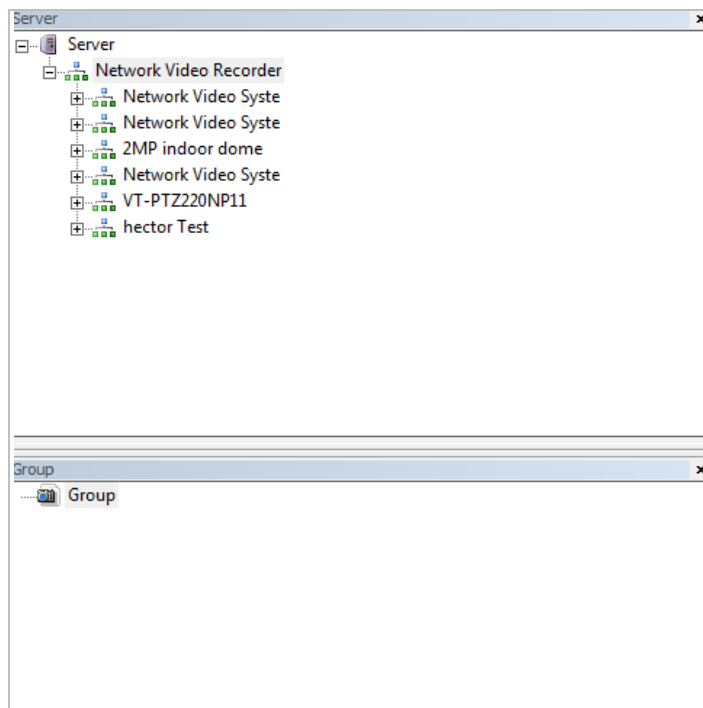 Server
Server
Network Video Recorder
Network Video Syste
Network Video Syste
2MP indoor dome
Network Video Syste
VT-PTZ220NP11
hector Test
Group
Group